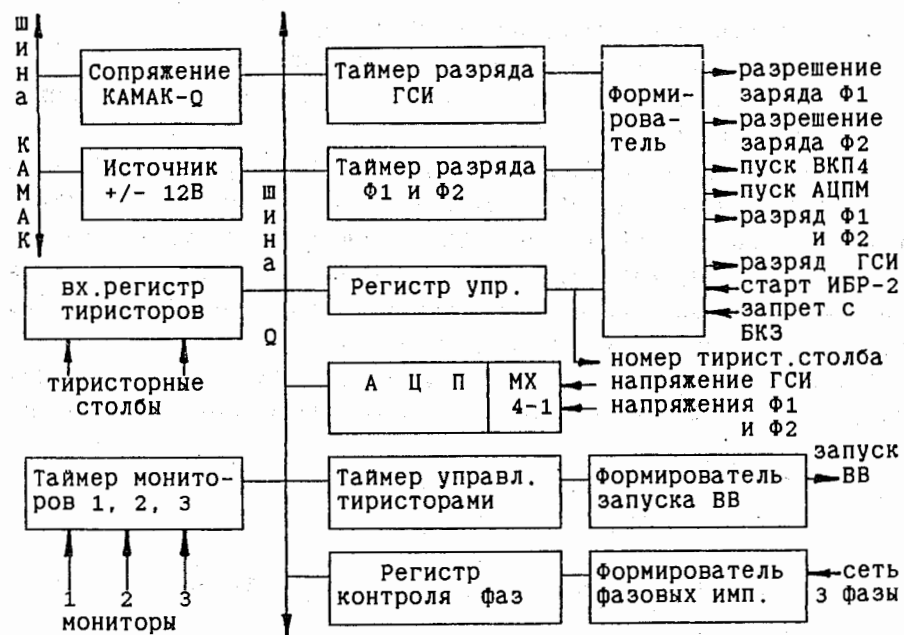 шина КАМАК
Сопряжение
КАМАК-Q
Источник
+/- 12В
вх.регистр
тиристоров
тиристорные
столбы
Таймер монито-
ров 1, 2, 3
1 2 3
мониторы
шина Q
Таймер разряда
ГСИ
Таймер разряда
Ф1 и Ф2
Регистр упр.
А Ц П
МХ
4-1
Таймер управл.
тиристорами
Регистр
контроля фаз
Форми-
рова-
тель
разрешение
заряда Ф1
разрешение
заряда Ф2
пуск ВКП4
пуск АЦПМ
разряд Ф1
и Ф2
разряд ГСИ
старт ИБР-2
запрет с
БКЗ
номер тирист.столба
напряжение ГСИ
напряжения Ф1
и Ф2
Формирователь
запуска ВВ
запуск
ВВ
Формирователь
фазовых имп.
сеть
3 фазы